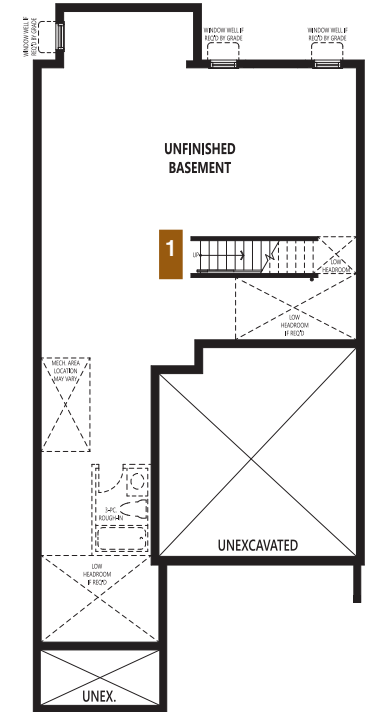 WINDOW WELL IF
REQ'D BY GRADE
WINDOW WELL IF
REQ'D BY GRADE
WINDOW WELL IF
REQ'D BY GRADE
UNFINISHED
BASEMENT
1
UP
LOW
HEADROOM
LOW
HEADROOM
IF REQ'D
MECH. AREA
LOCATION
MAY VARY
3-PC.
ROUGH-IN
UNEXCAVATED
LOW
HEADROOM
IF REQ'D
UNEX.